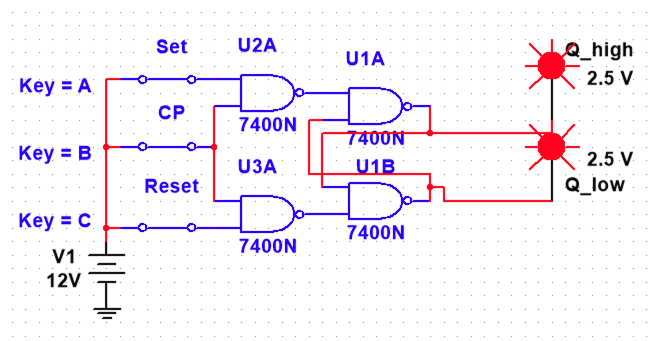 Set
U2A
U1A
Q_high
2.5 V
Key = A
CP
7400N
7400N
Key = B
U3A
U1B
2.5 V
Q_low
Reset
Key = C
7400N
7400N
V1
12V